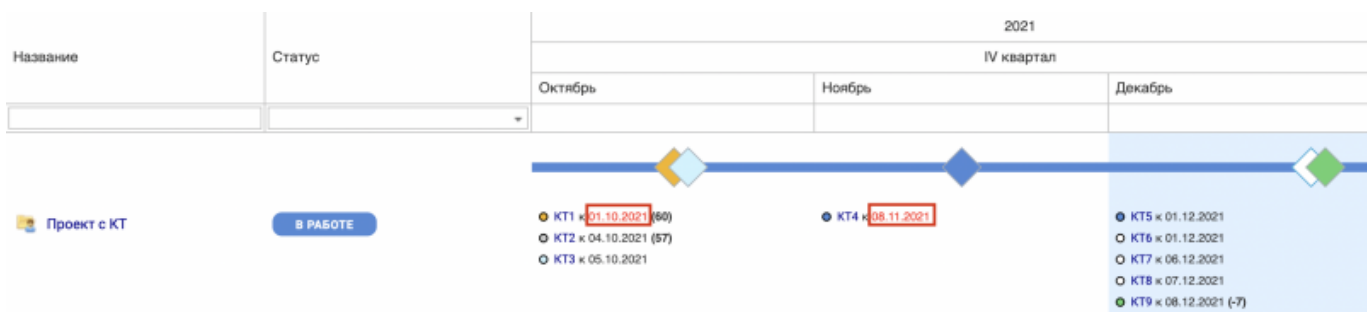 2021
Название
Статус
IV квартал
Октябрь
Ноябрь
Декабрь
Проект с КТ
В РАБОТЕ
КТ1 к 01.10.2021 (60)
КТ2 к 04.10.2021 (57)
КТ3 к 05.10.2021
КТ4 к 08.11.2021
КТ5 к 01.12.2021
КТ6 к 01.12.2021
КТ7 к 06.12.2021
КТ8 к 07.12.2021
КТ9 к 08.12.2021 (-7)